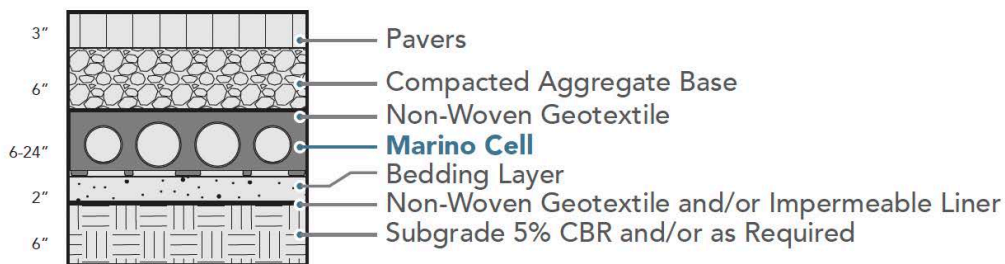 3”
Pavers
6”
Compacted Aggregate Base
Non-Woven Geotextile
6-24”
Marino Cell
Bedding Layer
2”
Non-Woven Geotextile and/or Impermeable Liner
6”
Subgrade 5% CBR and/or as Required